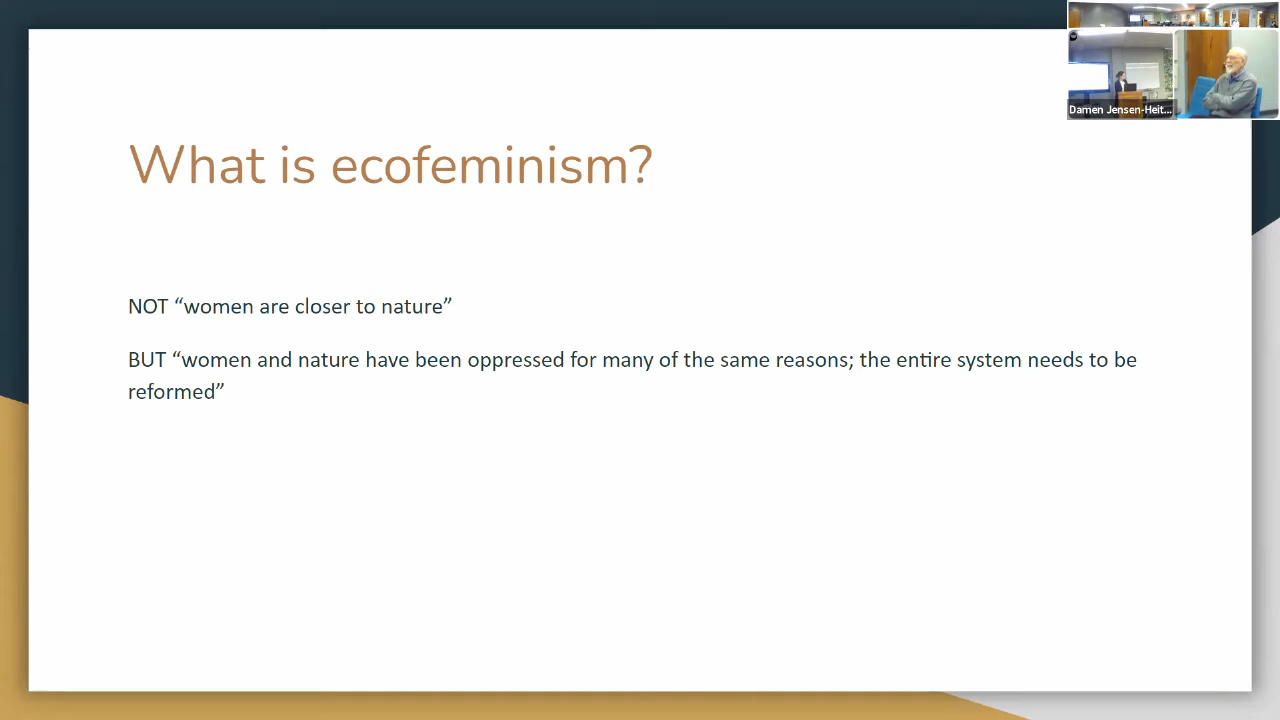 Damen Jensen-Heit...
What is ecofeminism?
NOT “women are closer to nature”
BUT “women and nature have been oppressed for many of the same reasons; the entire system needs to be
reformed”